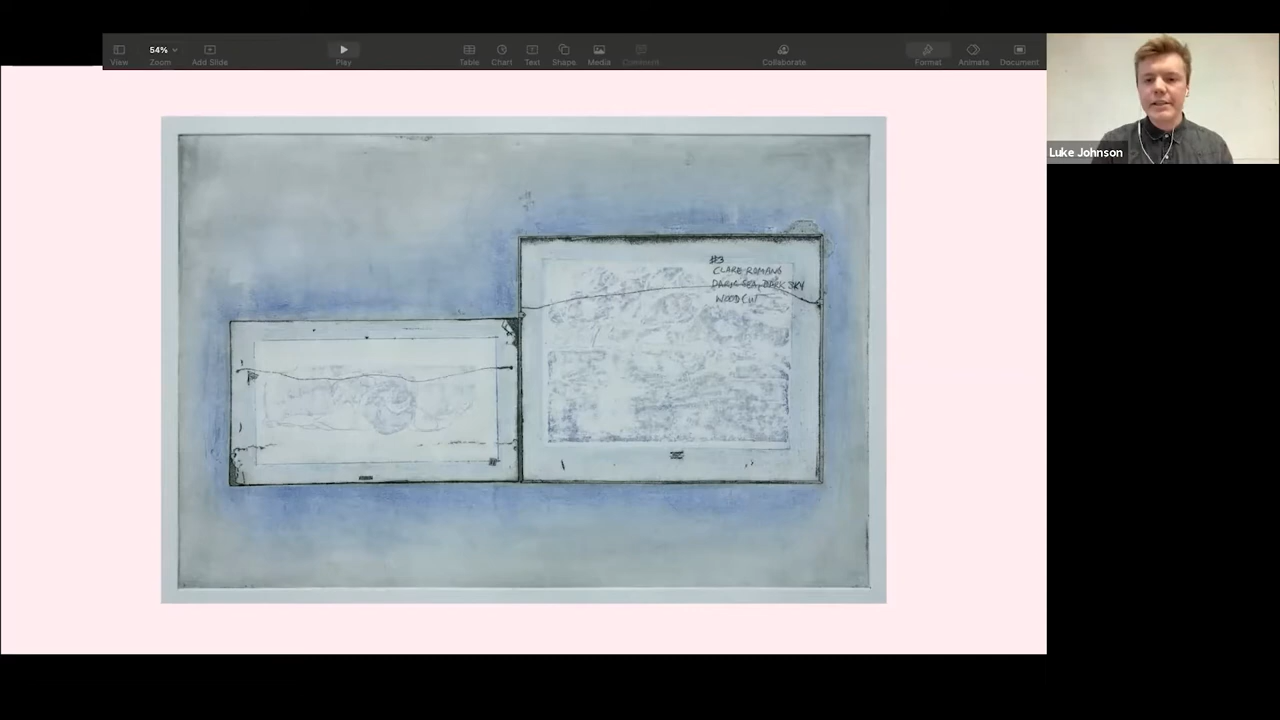 54%
View
Zoom
Add Slide
Play
Table
Chart
Text
Shape
Media
Comment
Collaborate
Format
Animate
Document
Luke Johnson
#3
CLARE ROMANO
DARK SEA, DARK SKY
WOODCUT